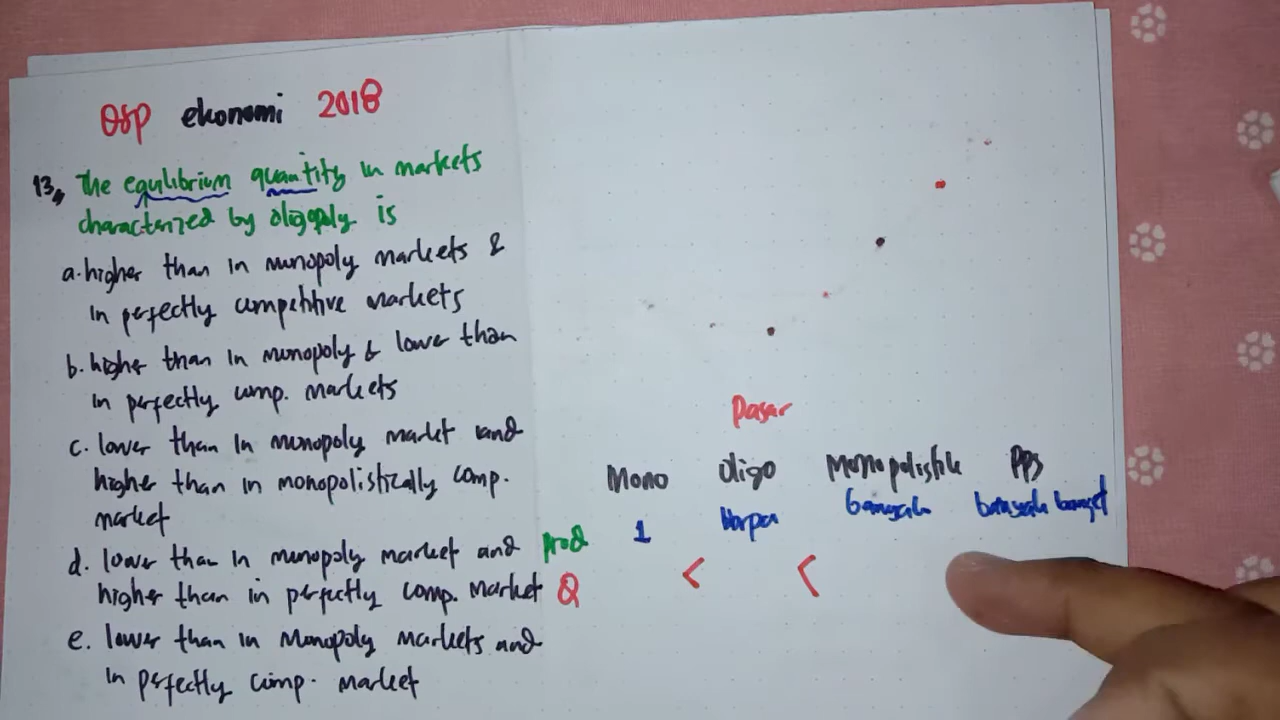 OSP ekonomi 2018
13, The equilibrium quantity in markets
characterized by oligopoly is
a. higher than in monopoly markets &
in perfectly competitive markets
b. higher than in monopoly & lower than
in perfectly comp. markets
c. lower than in monopoly market and
higher than in monopolistically comp.
market
d. lower than in monopoly market and
higher than in perfectly comp. market
e. lower than in monopoly markets and
in perfectly comp. market
Pasar
Mono Oligo Monopolistik PPS
Prod 1 banyak banyak banget
Q < <